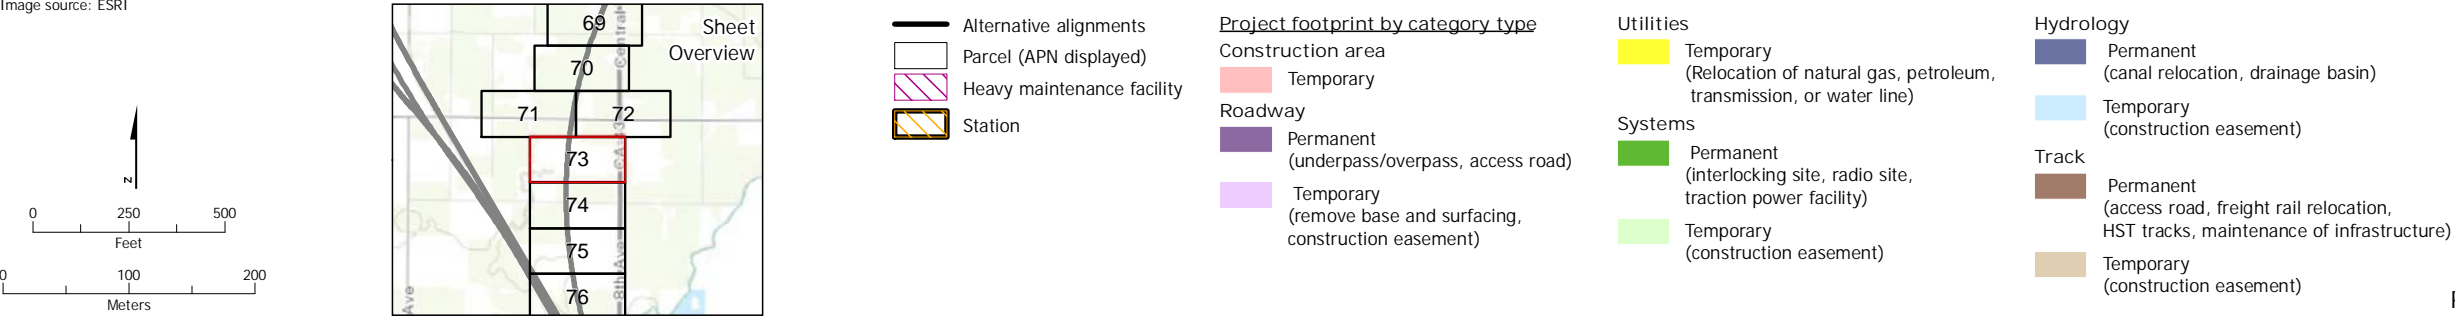 Image source: ESRI
N
0 250 500
Feet
0 100 200
Meters
Sheet
Overview
69
70
71 72
73
74
75
76
Central
8th Ave
Ave
Alternative alignments
Parcel (APN displayed)
Heavy maintenance facility
Station
Project footprint by category type
Construction area
Temporary
Roadway
Permanent
(underpass/overpass, access road)
Temporary
(remove base and surfacing,
construction easement)
Utilities
Temporary
(Relocation of natural gas, petroleum,
transmission, or water line)
Systems
Permanent
(interlocking site, radio site,
traction power facility)
Temporary
(construction easement)
Hydrology
Permanent
(canal relocation, drainage basin)
Temporary
(construction easement)
Track
Permanent
(access road, freight rail relocation,
HST tracks, maintenance of infrastructure)
Temporary
(construction easement)